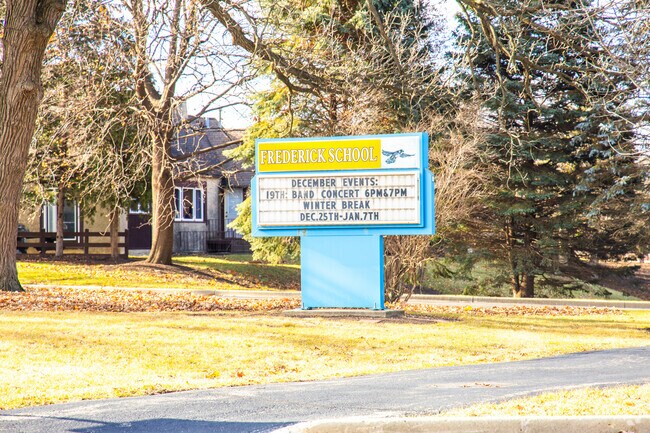 FREDERICK SCHOOL
DECEMBER EVENTS:
19TH: BAND CONCERT 6PM&7PM
WINTER BREAK
DEC.25TH-JAN.7TH